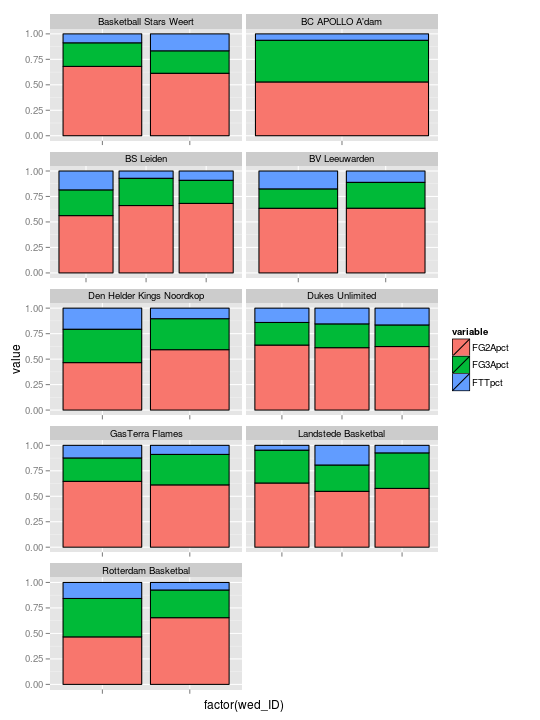 Basketball Stars Weert
BC APOLLO A'dam
1.00
0.75
0.50
0.25
0.00
BS Leiden
BV Leeuwarden
1.00
0.75
0.50
0.25
0.00
Den Helder Kings Noordkop
Dukes Unlimited
1.00
0.75
0.50
0.25
0.00
value
variable
FG2Apct
FG3Apct
FTTpct
GasTerra Flames
Landstede Basketbal
1.00
0.75
0.50
0.25
0.00
Rotterdam Basketbal
1.00
0.75
0.50
0.25
0.00
factor(wed_ID)